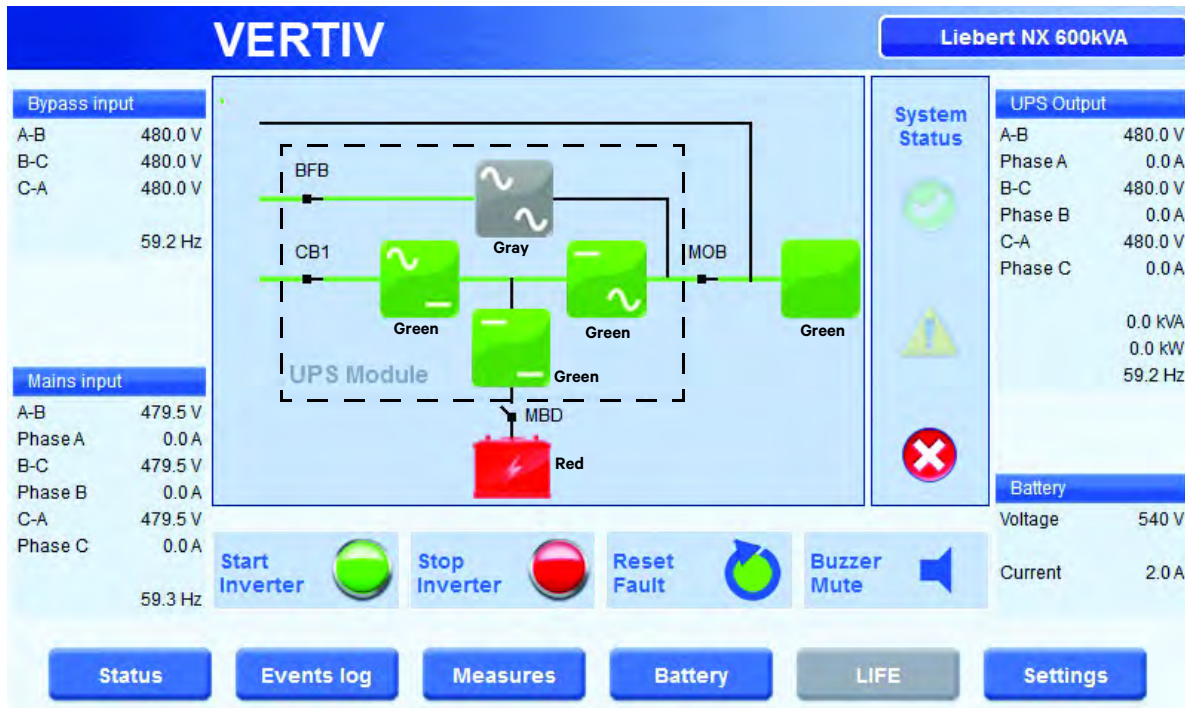 VERTIV
Liebert NX 600kVA
Bypass input
A-B 480.0 V
B-C 480.0 V
C-A 480.0 V
59.2 Hz
Mains input
A-B 479.5 V
Phase A 0.0 A
B-C 479.5 V
Phase B 0.0 A
C-A 479.5 V
Phase C 0.0 A
59.3 Hz
BFB
Gray
CB1
MOB
Green
Green
Green
UPS Module
Green
MBD
Red
System
Status
UPS Output
A-B 480.0 V
Phase A 0.0 A
B-C 480.0 V
Phase B 0.0 A
C-A 480.0 V
Phase C 0.0 A
0.0 kVA
0.0 kW
59.2 Hz
Battery
Voltage 540 V
Current 2.0 A
Start
Inverter
Stop
Inverter
Reset
Fault
Buzzer
Mute
Status
Events log
Measures
Battery
LIFE
Settings